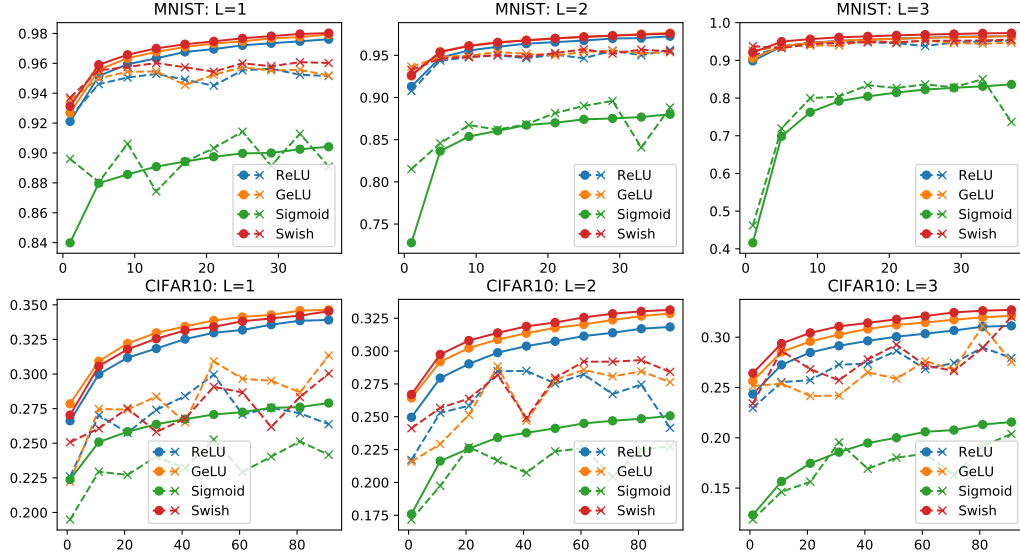 MNIST: L=1
0.98
0.96
0.94
0.92
0.90
0.88
0.86
0.84
0
10
20
30
ReLU
GeLU
Sigmoid
Swish
MNIST: L=2
0.95
0.90
0.85
0.80
0.75
0
10
20
30
ReLU
GeLU
Sigmoid
Swish
MNIST: L=3
1.0
0.9
0.8
0.7
0.6
0.5
0.4
0
10
20
30
ReLU
GeLU
Sigmoid
Swish
CIFAR10: L=1
0.350
0.325
0.300
0.275
0.250
0.225
0.200
0
20
40
60
80
ReLU
GeLU
Sigmoid
Swish
CIFAR10: L=2
0.325
0.300
0.275
0.250
0.225
0.200
0.175
0
20
40
60
80
ReLU
GeLU
Sigmoid
Swish
CIFAR10: L=3
0.30
0.25
0.20
0.15
0
20
40
60
80
ReLU
GeLU
Sigmoid
Swish